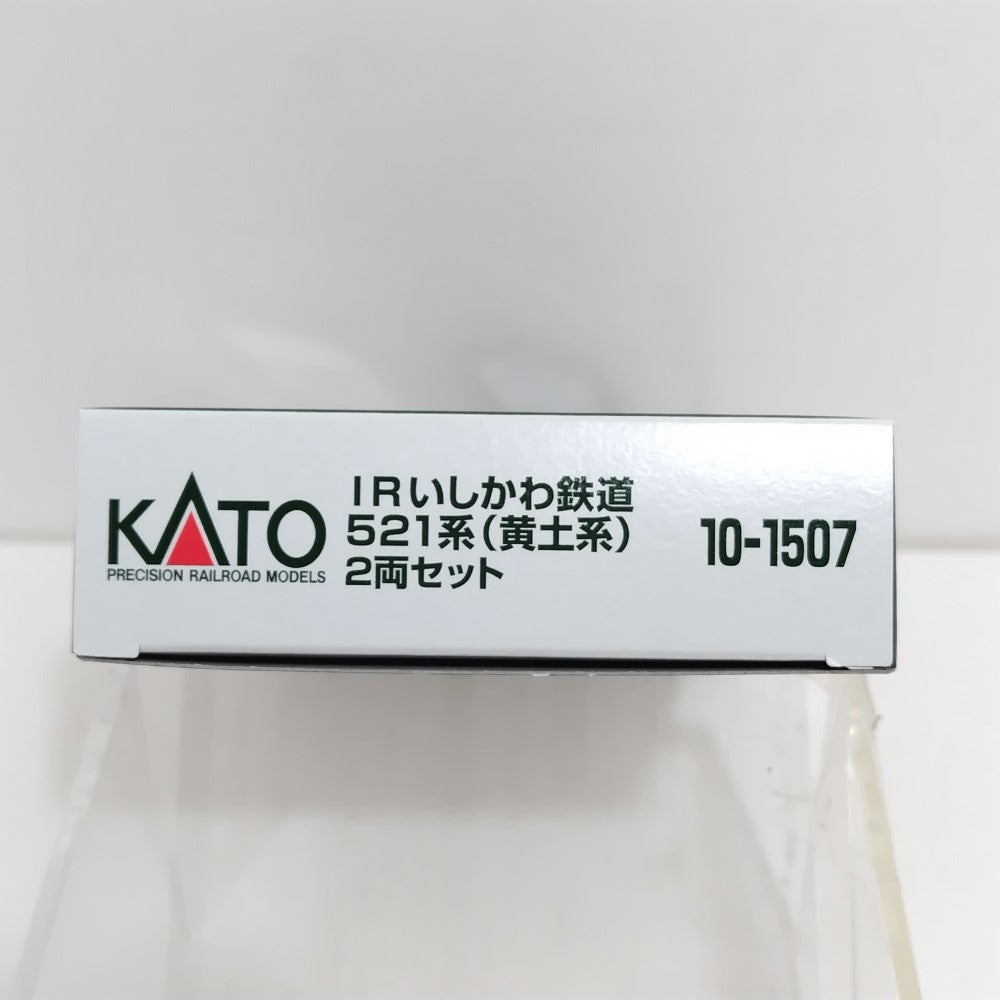 KATO
PRECISION RAILROAD MODELS
IRいしかわ鉄道
521系(黄土系)
2両セット
10-1507